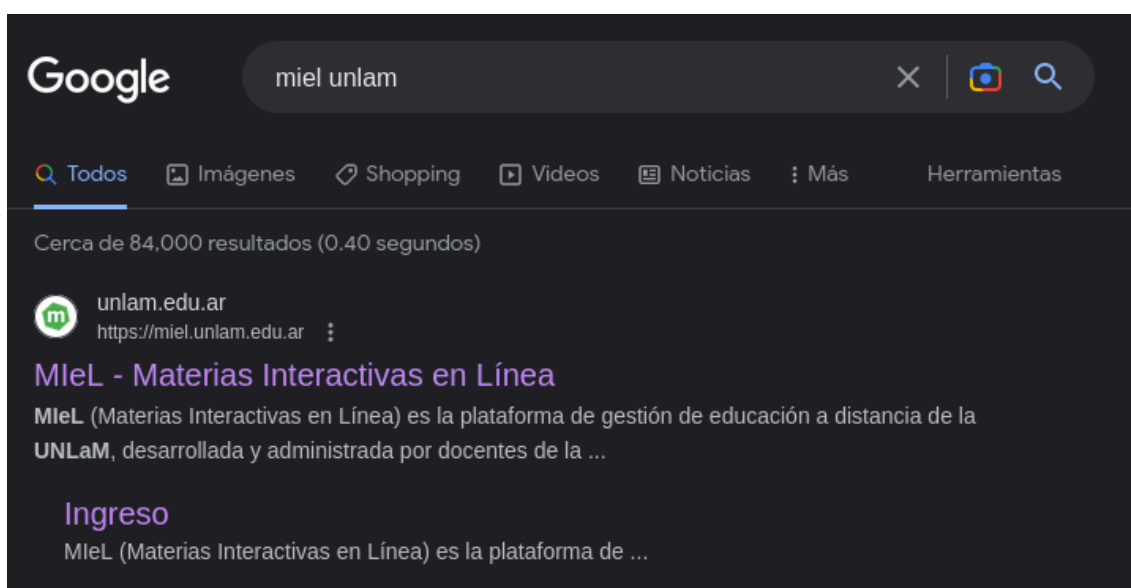 Google
miel unlam
Todos Imágenes Shopping Videos Noticias Más Herramientas
Cerca de 84,000 resultados (0.40 segundos)
m
unlam.edu.ar
https://miel.unlam.edu.ar
MIeL - Materias Interactivas en Línea
MIeL (Materias Interactivas en Línea) es la plataforma de gestión de educación a distancia de la
UNLaM, desarrollada y administrada por docentes de la ...
Ingreso
MIeL (Materias Interactivas en Línea) es la plataforma de ...